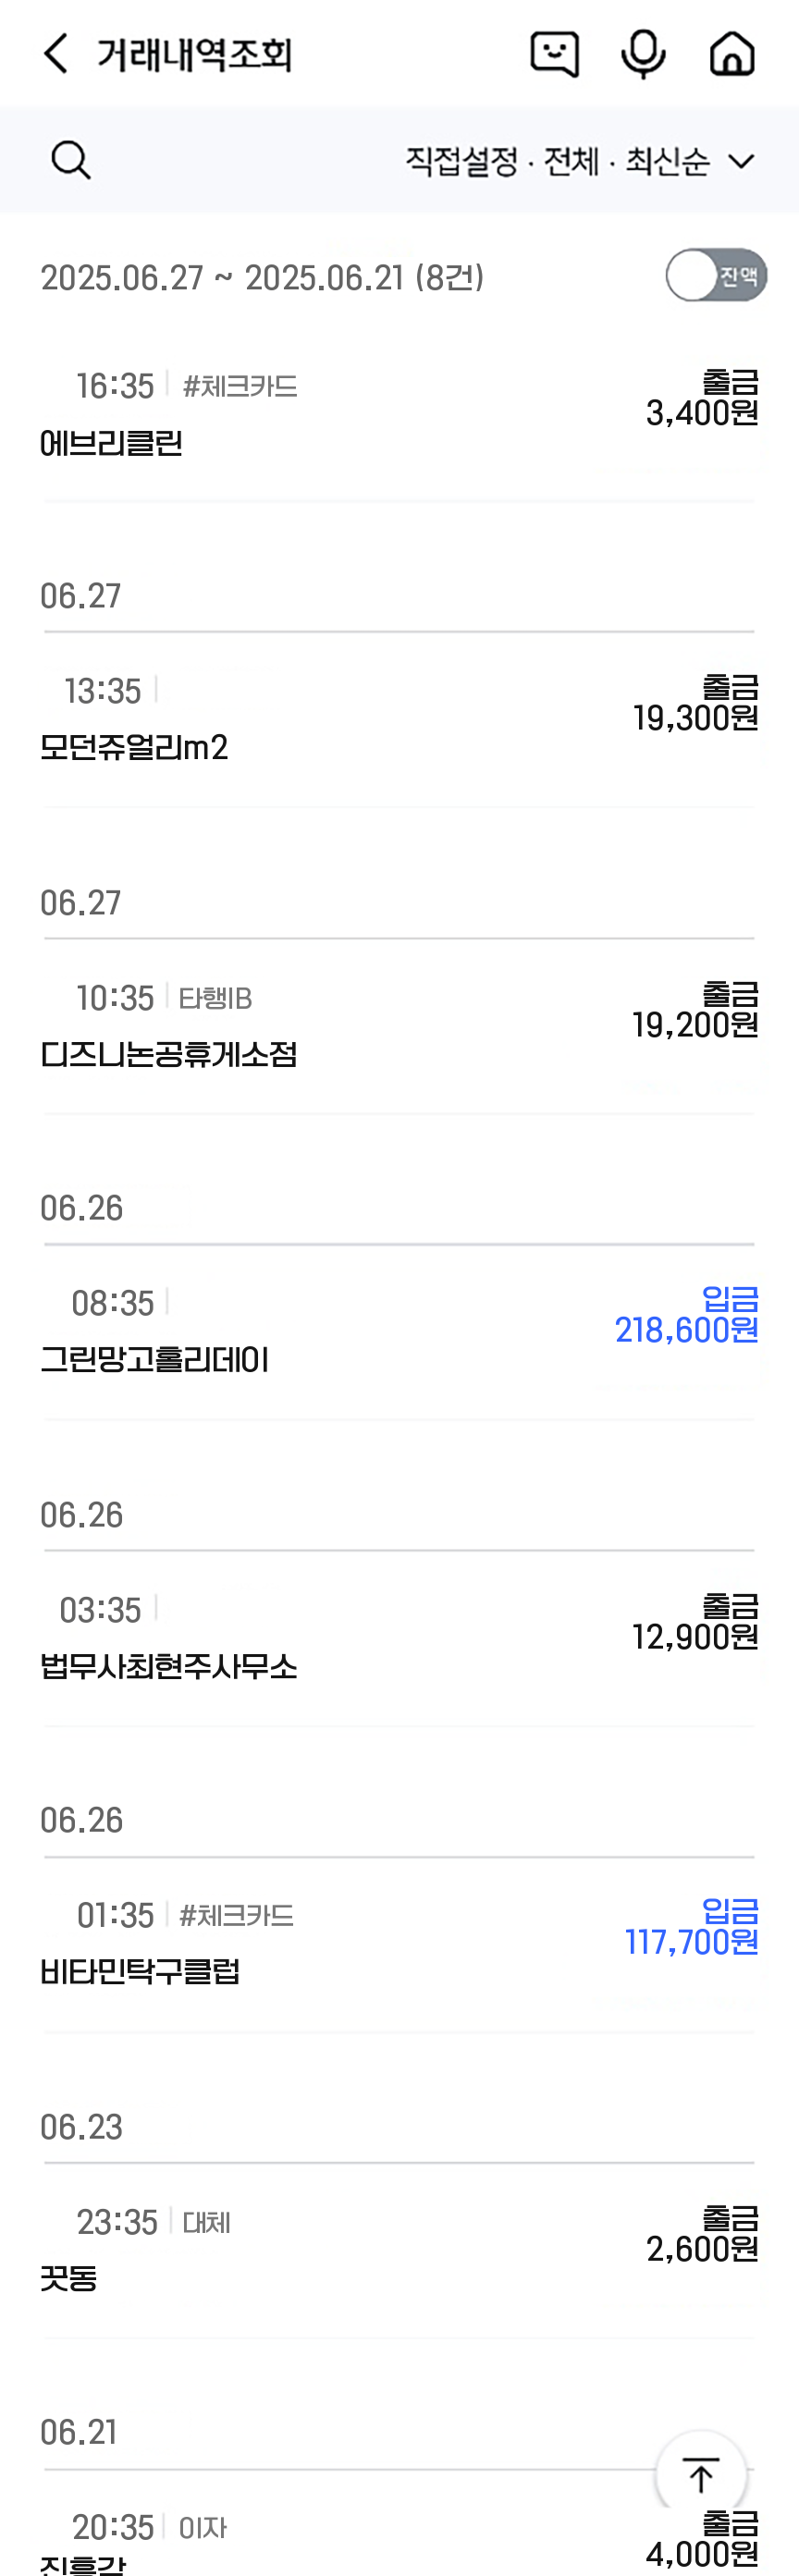 거래내역조회
직접설정 · 전체 · 최신순
2025.06.27 ~ 2025.06.21 (8건)
잔액
16:35 #체크카드
출금
3,400원
에브리클린
06.27
13:35
출금
19,300원
모던쥬얼리m2
06.27
10:35 타행IB
출금
19,200원
디즈니논공휴게소점
06.26
08:35
입금
218,600원
그린망고홀리데이
06.26
03:35
출금
12,900원
법무사최현주사무소
06.26
01:35 #체크카드
입금
117,700원
비타민탁구클럽
06.23
23:35 대체
출금
2,600원
끗동
06.21
20:35 이자
출금
4,000원